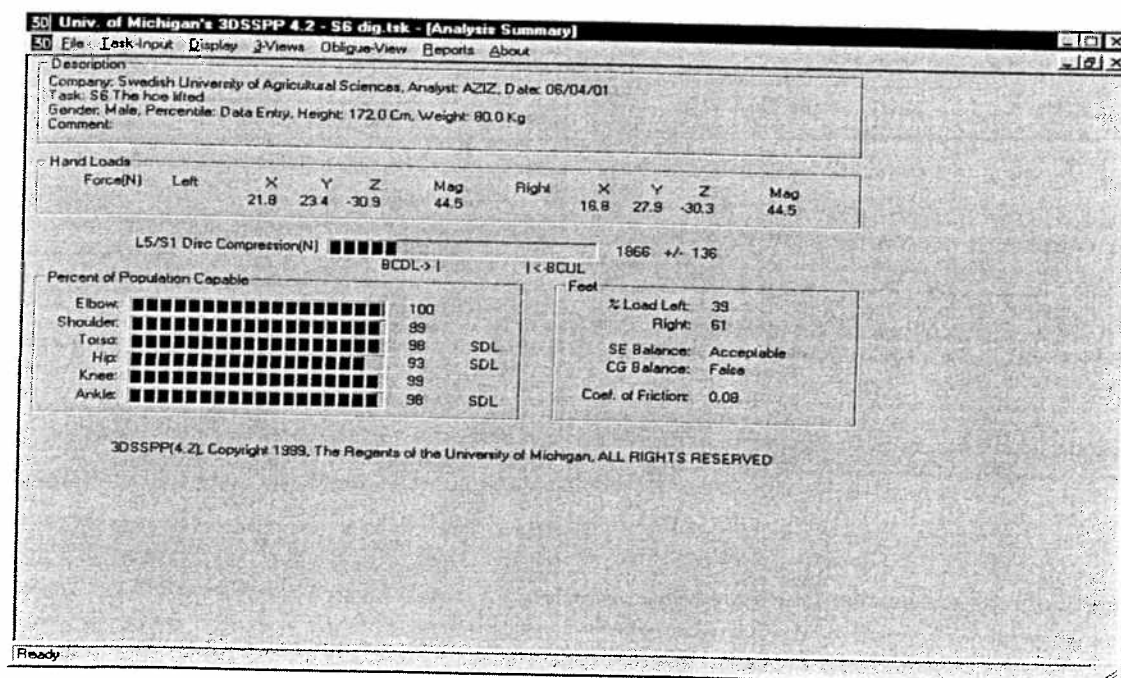 3D Univ. of Michigan's 3DSSPP 4.2 - S6 dig.tsk - [Analysis Summary]
3D File Task-Input Display 3-Views Oblique-View Reports About
Description
Company: Swedish University of Agricultural Sciences, Analyst: AZIZ, Date: 06/04/01
Task: S6 The hoe lifted
Gender: Male, Percentile: Data Entry, Height: 172.0 Cm, Weight: 80.0 Kg
Comment:
Hand Loads
Force(N) Left X Y Z Mag Right X Y Z Mag
21.8 23.4 -30.9 44.5 16.8 27.9 -30.3 44.5
L5/S1 Disc Compression(N) 1866 +/- 136
BCDL-> | |<-BCUL
Percent of Population Capable
Elbow: 100
Shoulder: 99
Torso: 98 SDL
Hip: 93 SDL
Knee: 99
Ankle: 98 SDL
Feet
% Load Left: 39
Right: 61
SE Balance: Acceptable
CG Balance: False
Coef. of Friction: 0.08
3DSSPP(4.2), Copyright 1999, The Regents of the University of Michigan, ALL RIGHTS RESERVED
Ready